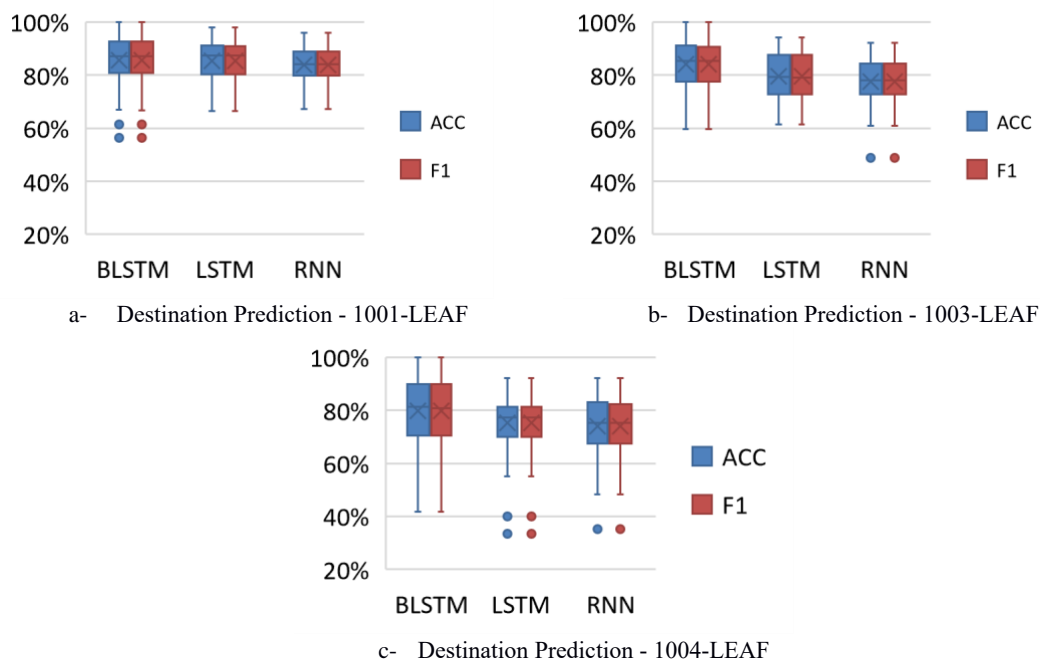 100%
80%
60%
40%
20%
BLSTM LSTM RNN
ACC
F1
a- Destination Prediction - 1001-LEAF
100%
80%
60%
40%
20%
BLSTM LSTM RNN
ACC
F1
b- Destination Prediction - 1003-LEAF
100%
80%
60%
40%
20%
BLSTM LSTM RNN
ACC
F1
c- Destination Prediction - 1004-LEAF